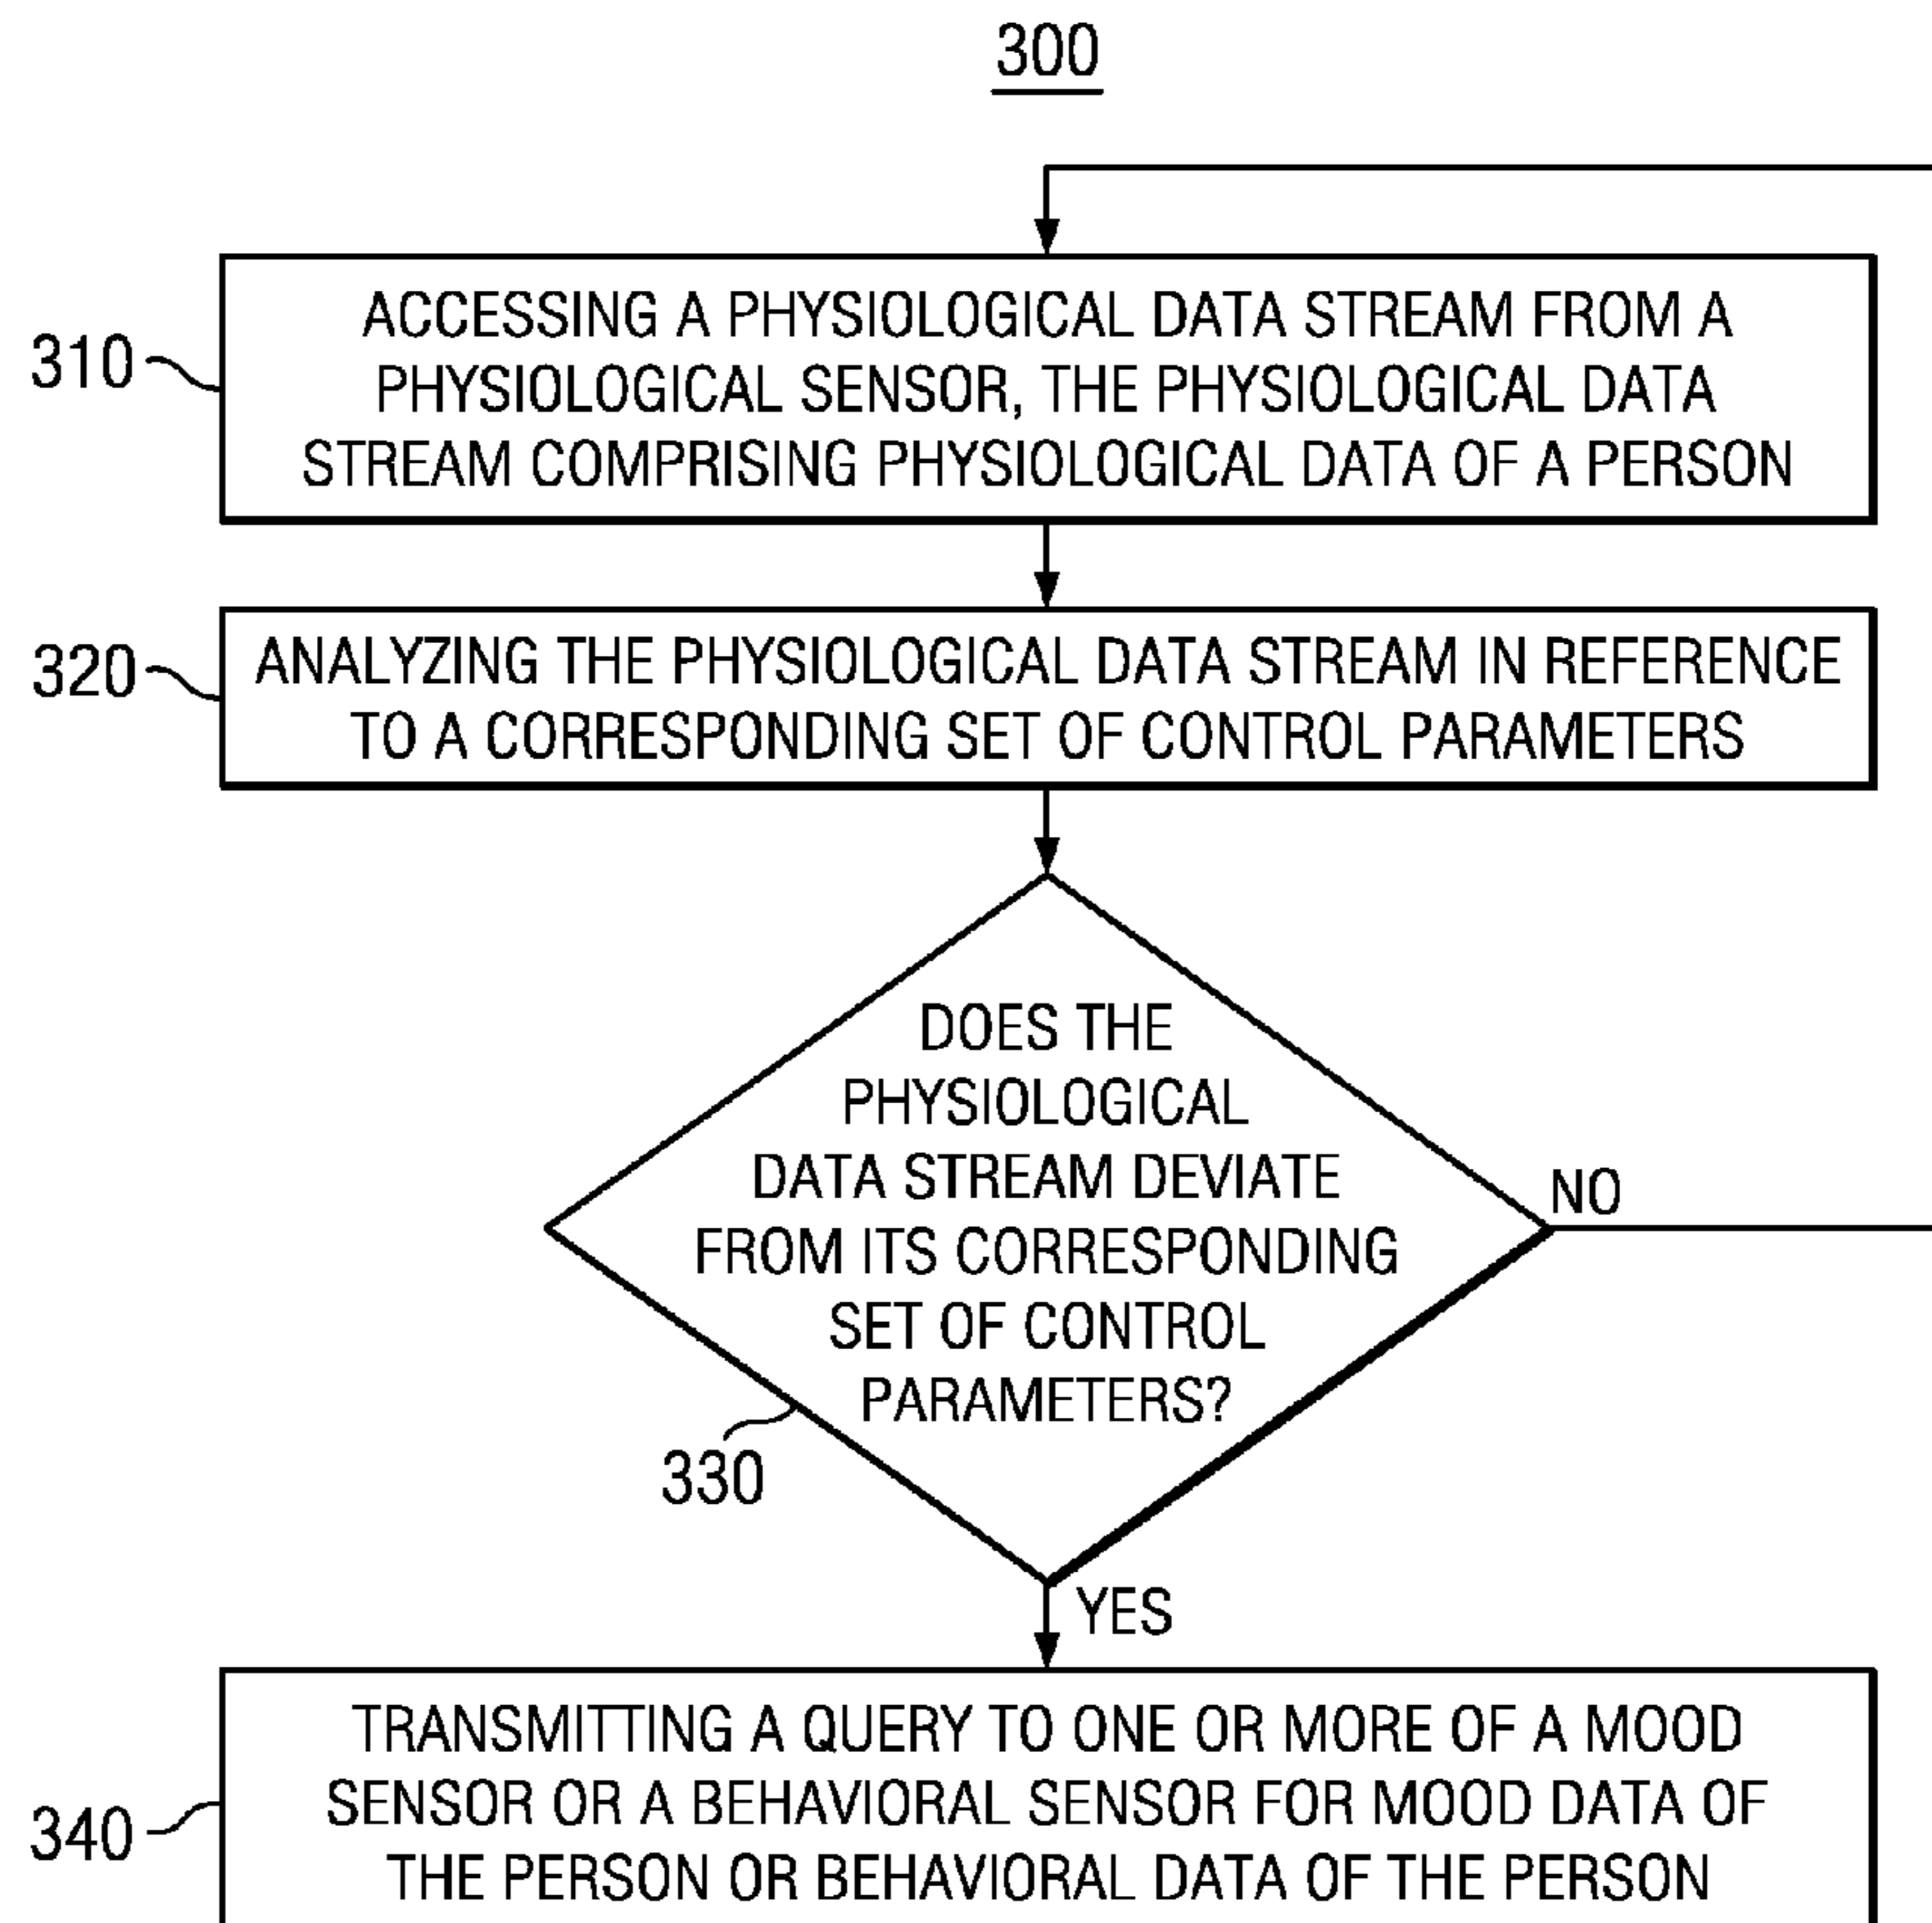 300
310
ACCESSING A PHYSIOLOGICAL DATA STREAM FROM A
PHYSIOLOGICAL SENSOR, THE PHYSIOLOGICAL DATA
STREAM COMPRISING PHYSIOLOGICAL DATA OF A PERSON
320
ANALYZING THE PHYSIOLOGICAL DATA STREAM IN REFERENCE
TO A CORRESPONDING SET OF CONTROL PARAMETERS
DOES THE
PHYSIOLOGICAL
DATA STREAM DEVIATE
FROM ITS CORRESPONDING
SET OF CONTROL
PARAMETERS?
NO
330
YES
340
TRANSMITTING A QUERY TO ONE OR MORE OF A MOOD
SENSOR OR A BEHAVIORAL SENSOR FOR MOOD DATA OF
THE PERSON OR BEHAVIORAL DATA OF THE PERSON